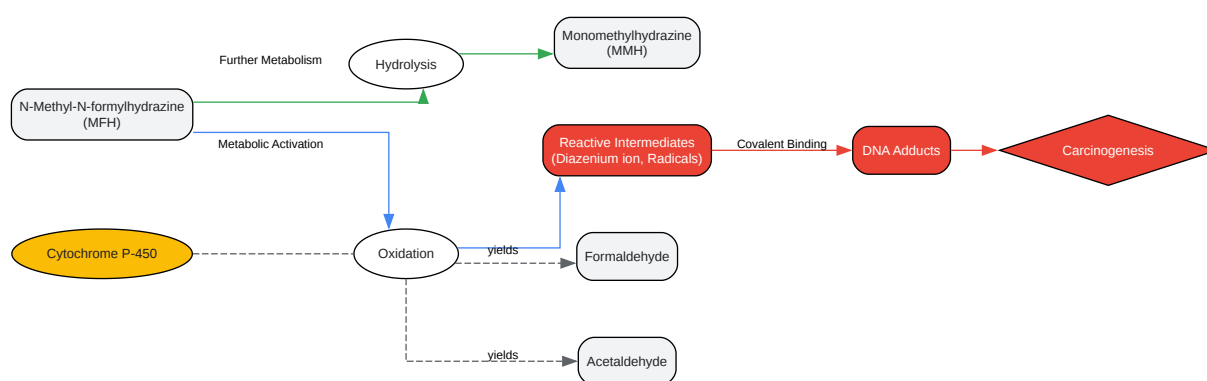 Monomethylhydrazine
(MMH)
Further Metabolism
Hydrolysis
N-Methyl-N-formylhydrazine
(MFH)
Metabolic Activation
Reactive Intermediates
(Diazenium ion, Radicals)
Covalent Binding
DNA Adducts
Carcinogenesis
Cytochrome P-450
Oxidation
yields
Formaldehyde
yields
Acetaldehyde